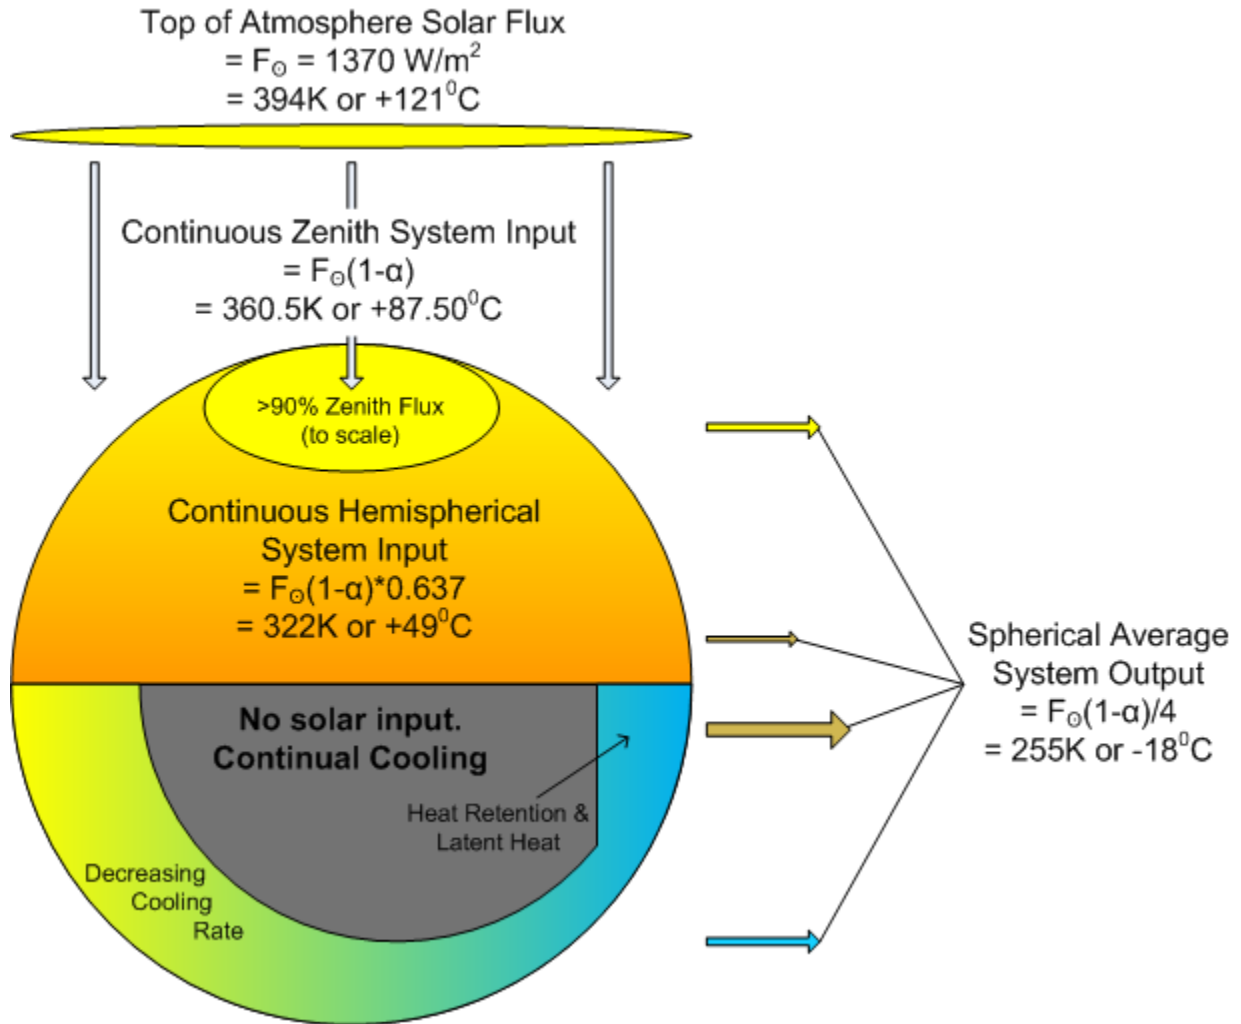 Top of Atmosphere Solar Flux
= F⊙ = 1370 W/m²
= 394K or +121⁰C
Continuous Zenith System Input
= F⊙(1-α)
= 360.5K or +87.50⁰C
>90% Zenith Flux
(to scale)
Continuous Hemispherical
System Input
= F⊙(1-α)*0.637
= 322K or +49⁰C
No solar input.
Continual Cooling
Heat Retention &
Latent Heat
Decreasing
Cooling
Rate
Spherical Average
System Output
= F⊙(1-α)/4
= 255K or -18⁰C